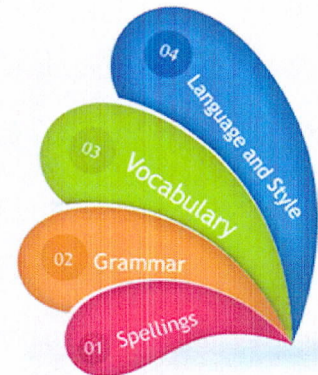 04
Language and Style
03
Vocabulary
02
Grammar
01
Spellings